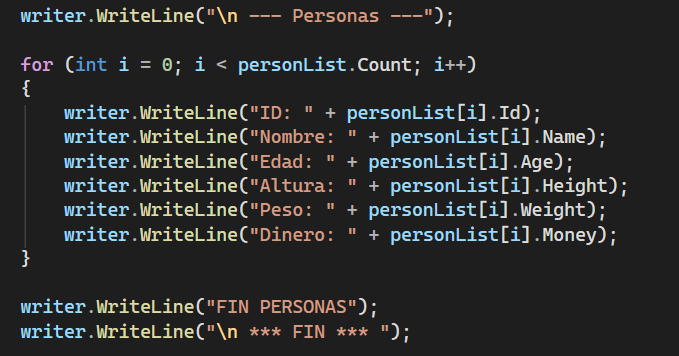 writer.WriteLine("\n --- Personas ---");
for (int i = 0; i < personList.Count; i++)
{
writer.WriteLine("ID: " + personList[i].Id);
writer.WriteLine("Nombre: " + personList[i].Name);
writer.WriteLine("Edad: " + personList[i].Age);
writer.WriteLine("Altura: " + personList[i].Height);
writer.WriteLine("Peso: " + personList[i].Weight);
writer.WriteLine("Dinero: " + personList[i].Money);
}
writer.WriteLine("FIN PERSONAS");
writer.WriteLine("\n *** FIN *** ");